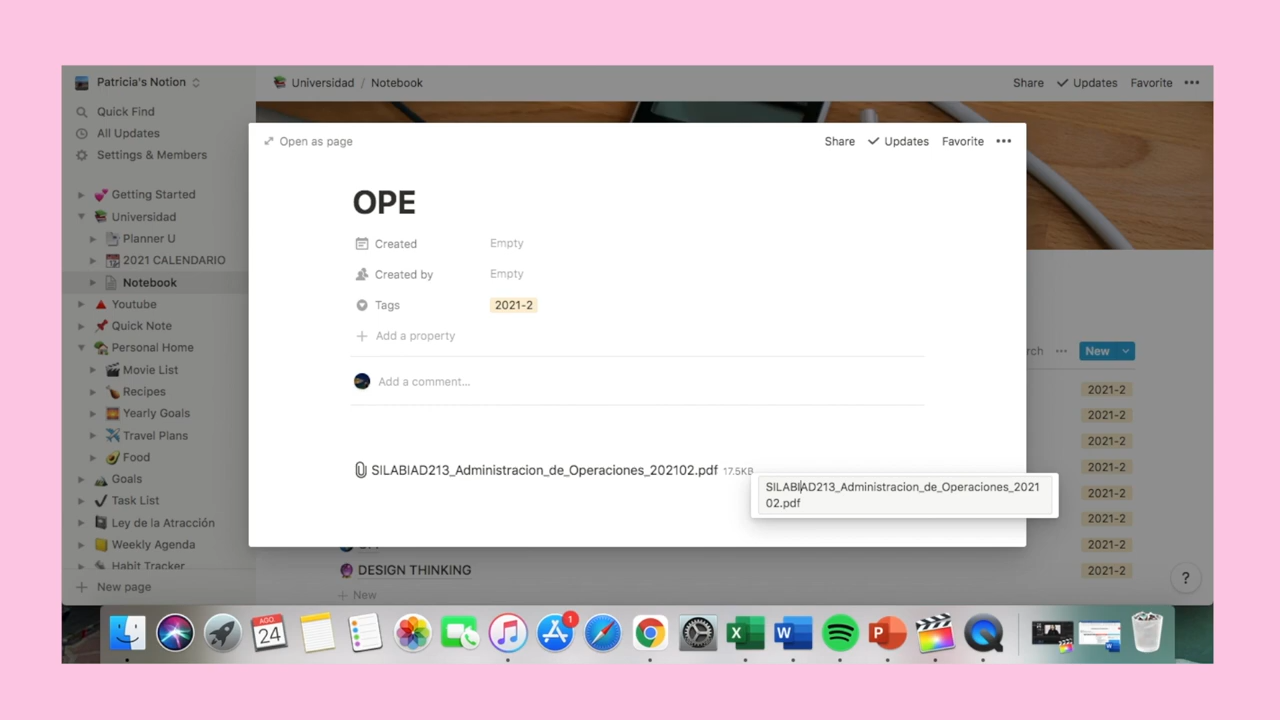 Patricia's Notion
Universidad / Notebook
Share Updates Favorite
Quick Find
All Updates
Settings & Members
Getting Started
Universidad
Planner U
2021 CALENDARIO
Notebook
Youtube
Quick Note
Personal Home
Movie List
Recipes
Yearly Goals
Travel Plans
Food
Goals
Task List
Ley de la Atracción
Weekly Agenda
Habit Tracker
New page
Open as page
Share Updates Favorite
OPE
Created Empty
Created by Empty
Tags 2021-2
Add a property
Add a comment...
SILABIAD213_Administracion_de_Operaciones_202102.pdf 17.5KB
SILABIAD213_Administracion_de_Operaciones_2021
02.pdf
New
2021-2
2021-2
2021-2
2021-2
2021-2
2021-2
2021-2
DESIGN THINKING 2021-2
New
?
AGO
24
1
X
W
P